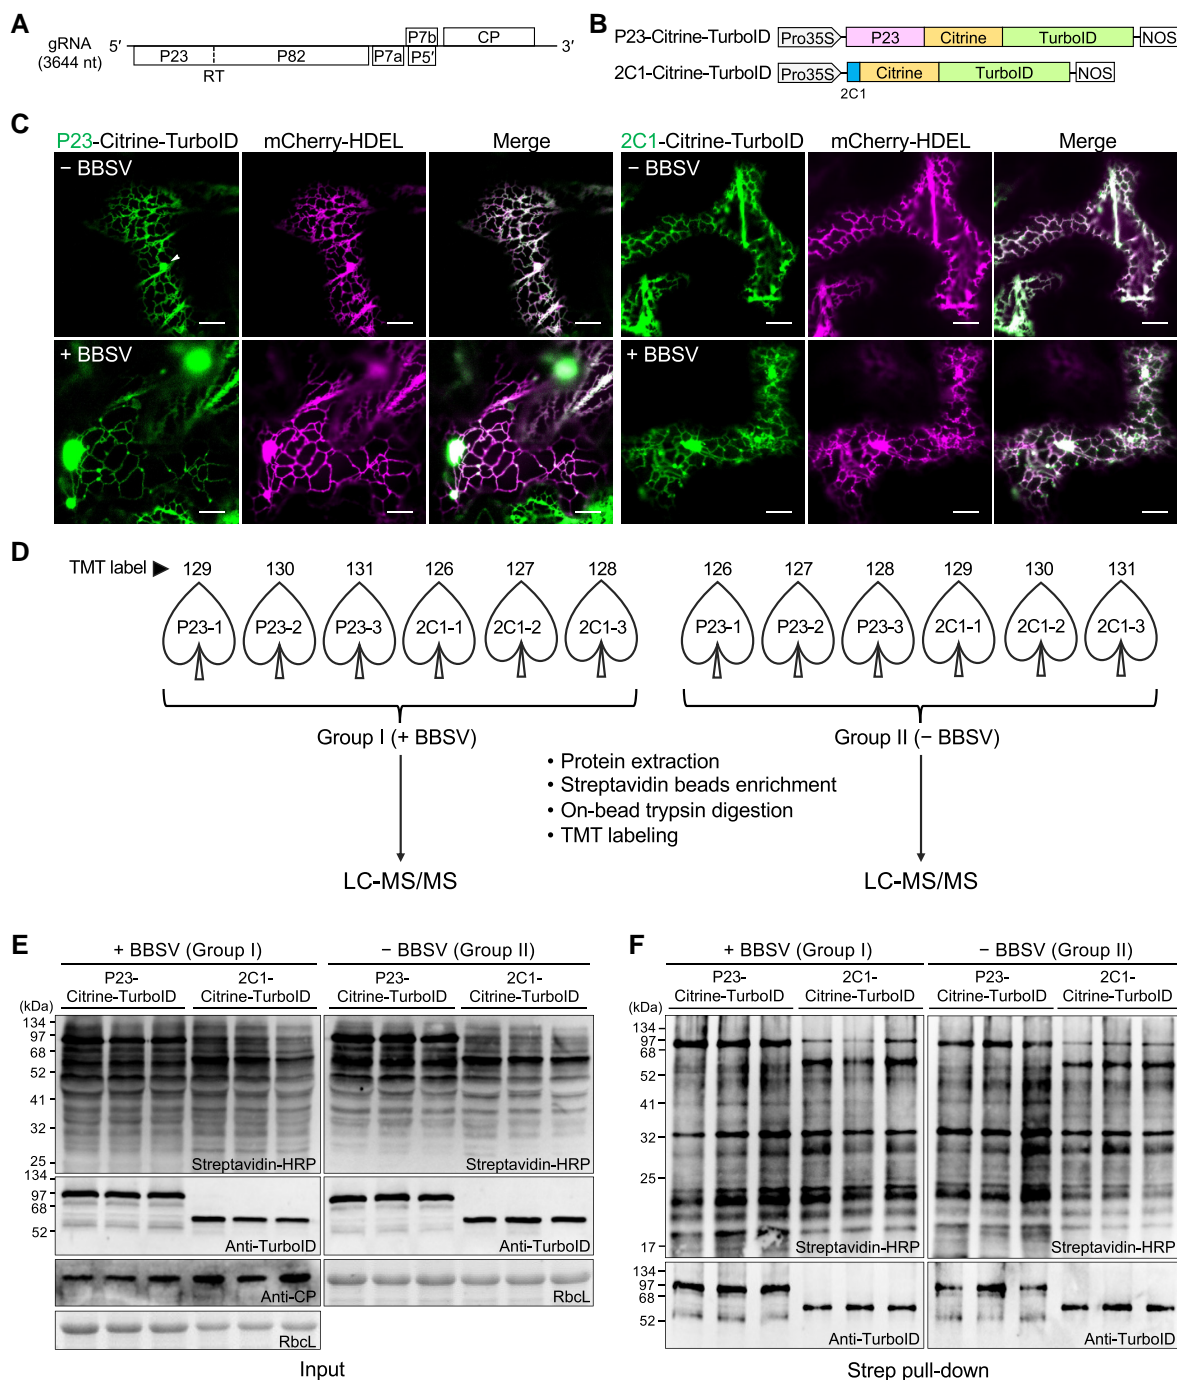 A
gRNA
(3644 nt)
5′
P23
P82
P7a
P7b
P5′
CP
3′
RT
B
P23-Citrine-TurboID
Pro35S
P23
Citrine
TurboID
NOS
2C1-Citrine-TurboID
Pro35S
Citrine
TurboID
NOS
2C1
C
P23-Citrine-TurboID
mCherry-HDEL
Merge
2C1-Citrine-TurboID
mCherry-HDEL
Merge
– BBSV
– BBSV
+ BBSV
+ BBSV
D
TMT label
129 130 131 126 127 128
126 127 128 129 130 131
P23-1 P23-2 P23-3 2C1-1 2C1-2 2C1-3
P23-1 P23-2 P23-3 2C1-1 2C1-2 2C1-3
Group I (+ BBSV)
Group II (– BBSV)
• Protein extraction
• Streptavidin beads enrichment
• On-bead trypsin digestion
• TMT labeling
LC-MS/MS
LC-MS/MS
E
+ BBSV (Group I)
– BBSV (Group II)
P23-
Citrine-TurboID
2C1-
Citrine-TurboID
P23-
Citrine-TurboID
2C1-
Citrine-TurboID
(kDa)
134
97
68
52
41
32
25
Streptavidin-HRP
Streptavidin-HRP
134
97
68
52
Anti-TurboID
Anti-TurboID
Anti-CP
RbcL
RbcL
Input
F
+ BBSV (Group I)
– BBSV (Group II)
P23-
Citrine-TurboID
2C1-
Citrine-TurboID
P23-
Citrine-TurboID
2C1-
Citrine-TurboID
(kDa)
134
97
68
52
41
32
25
17
Streptavidin-HRP
Streptavidin-HRP
134
97
68
52
Anti-TurboID
Anti-TurboID
Strep pull-down